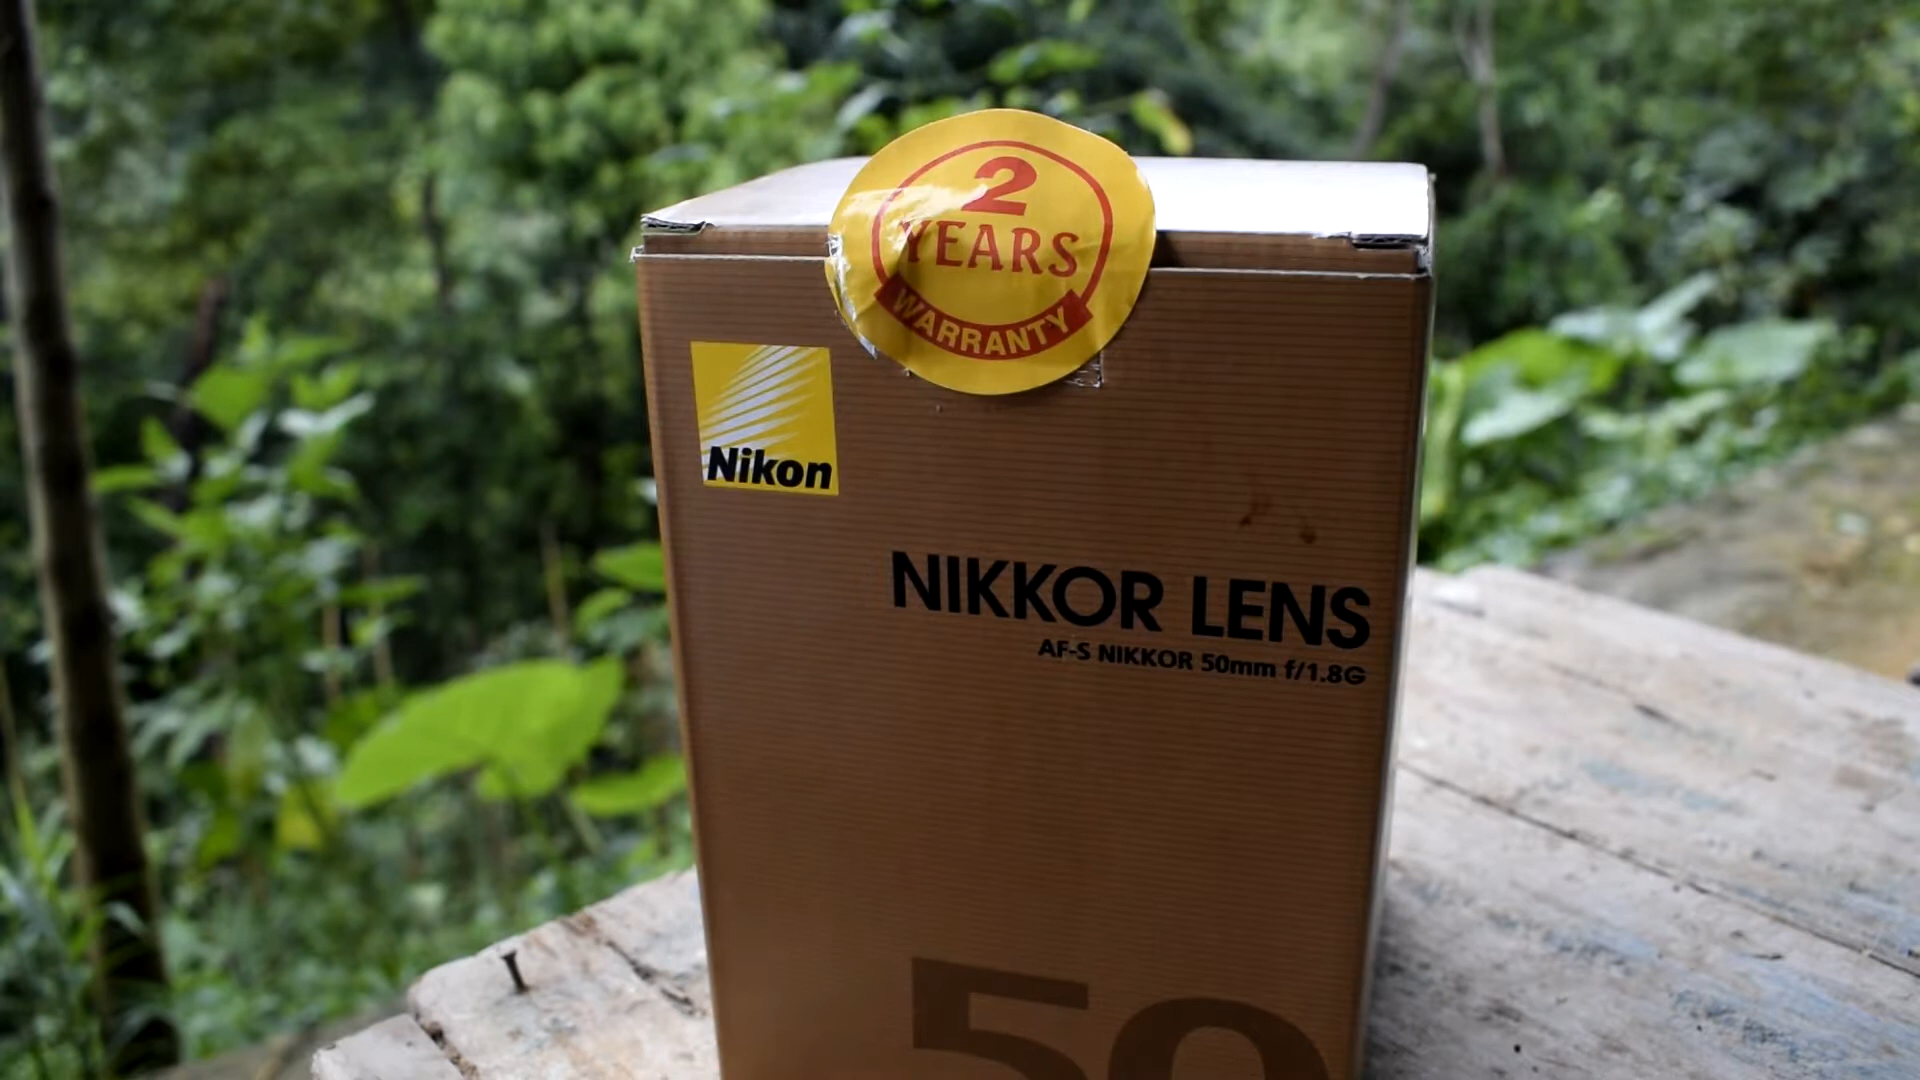 2
YEARS
WARRANTY
Nikon
NIKKOR LENS
AF-S NIKKOR 50mm f/1.8G
50